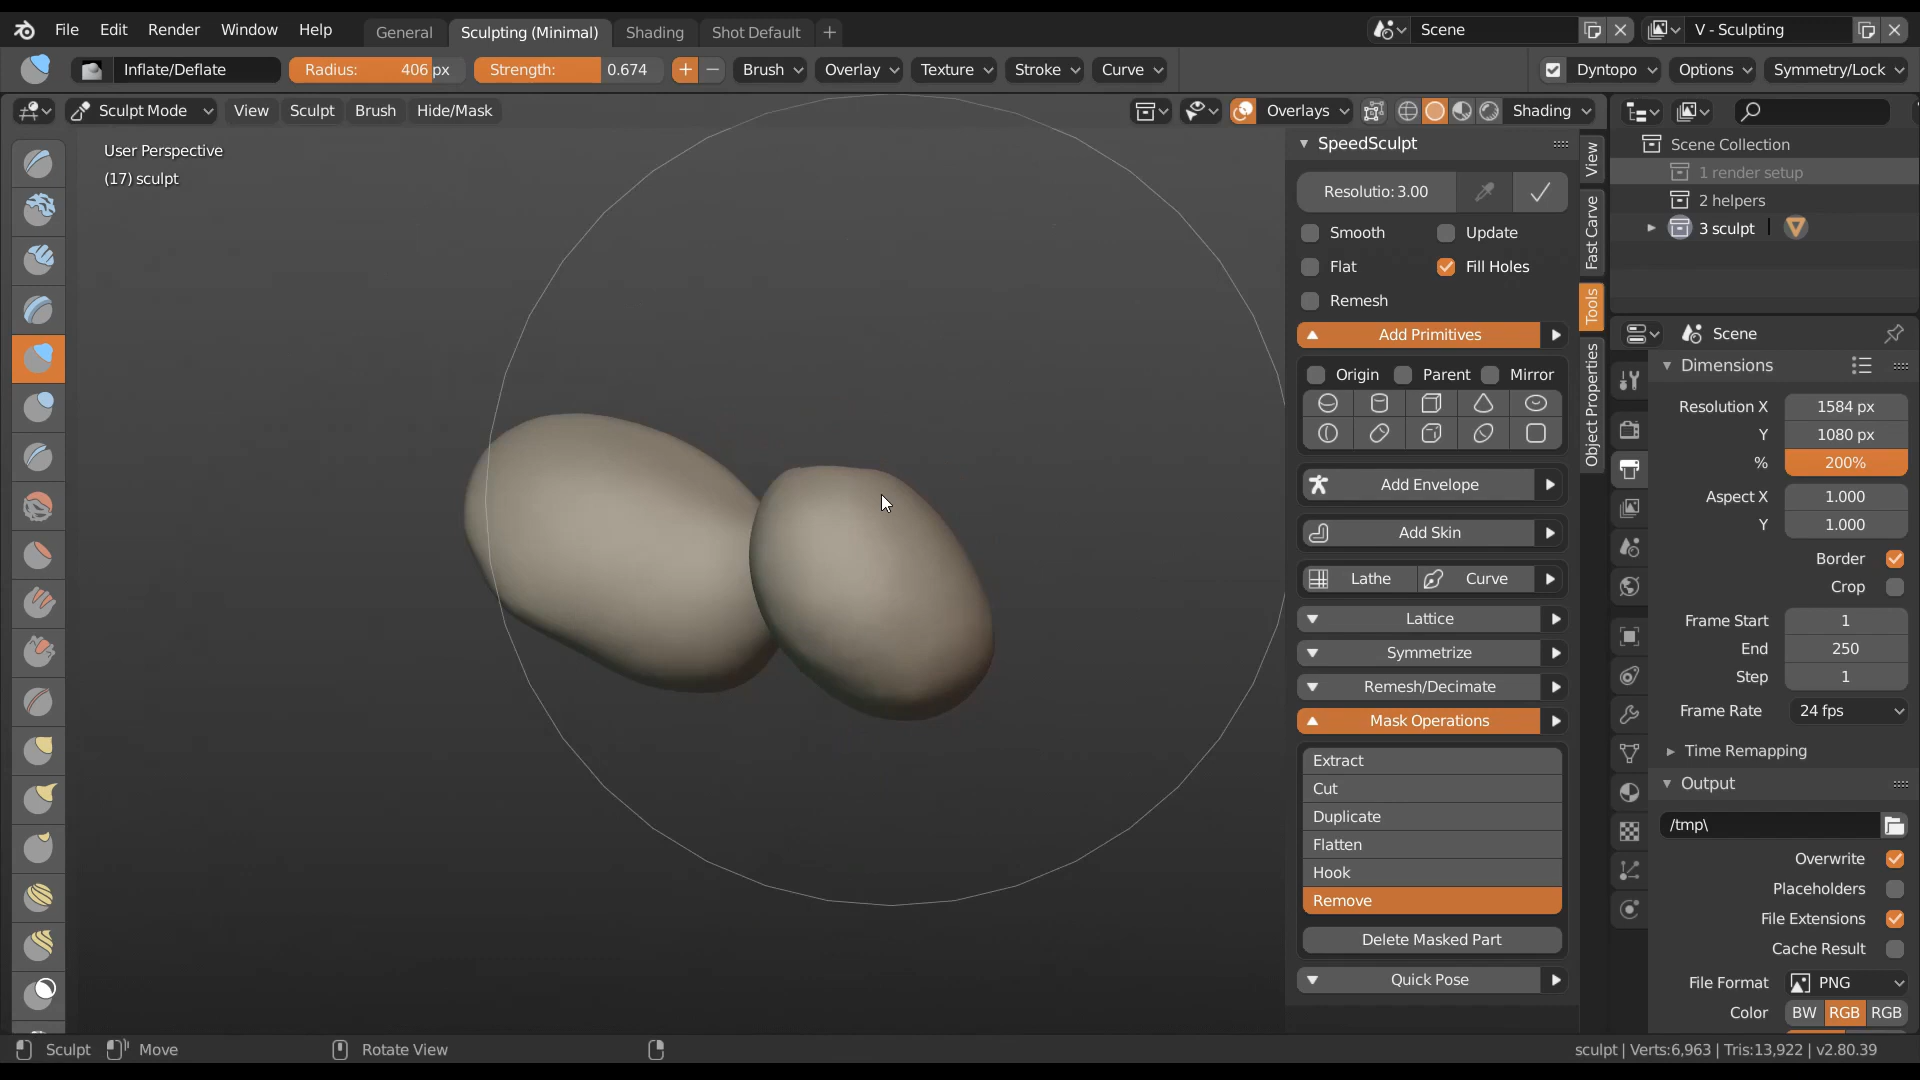 File Edit Render Window Help General Sculpting (Minimal) Shading Shot Default + Scene V - Sculpting
Inflate/Deflate Radius: 406 px Strength: 0.674 Brush Overlay Texture Stroke Curve Dyntopo Options Symmetry/Lock
Sculpt Mode View Sculpt Brush Hide/Mask Overlays Shading
User Perspective
(17) sculpt
SpeedSculpt
Resolutio: 3.00
Smooth Update
Flat Fill Holes
Remesh
Add Primitives
Origin Parent Mirror
Add Envelope
Add Skin
Lathe Curve
Lattice
Symmetrize
Remesh/Decimate
Mask Operations
Extract
Cut
Duplicate
Flatten
Hook
Remove
Delete Masked Part
Quick Pose
View
Fast Carve
Tools
Object Properties
Scene Collection
1 render setup
2 helpers
3 sculpt
Scene
Dimensions
Resolution X 1584 px
Y 1080 px
% 200%
Aspect X 1.000
Y 1.000
Border
Crop
Frame Start 1
End 250
Step 1
Frame Rate 24 fps
Time Remapping
Output
/tmp\
Overwrite
Placeholders
File Extensions
Cache Result
File Format PNG
Color BW RGB RGB
Sculpt Move Rotate View sculpt | Verts:6,963 | Tris:13,922 | v2.80.39